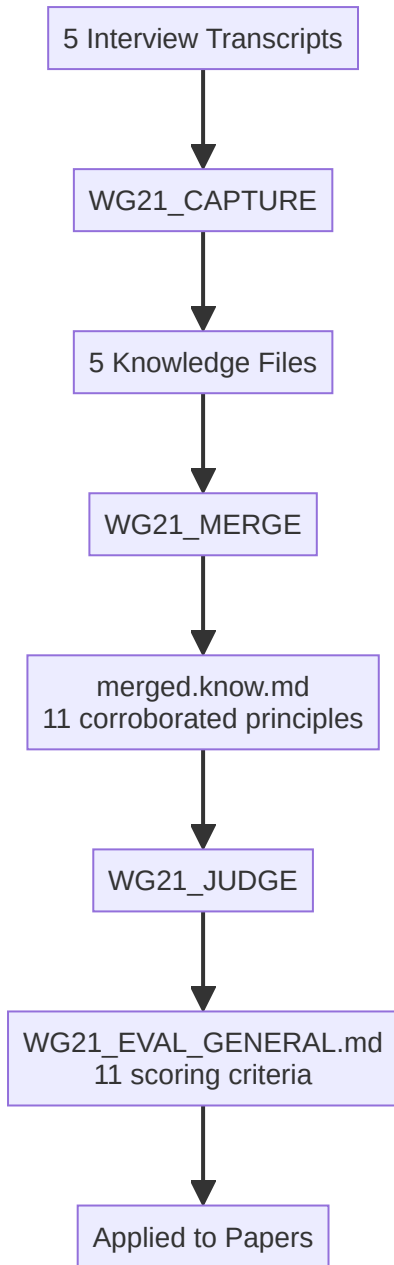 5 Interview Transcripts
WG21_CAPTURE
5 Knowledge Files
WG21_MERGE
merged.know.md
11 corroborated principles
WG21_JUDGE
WG21_EVAL_GENERAL.md
11 scoring criteria
Applied to Papers